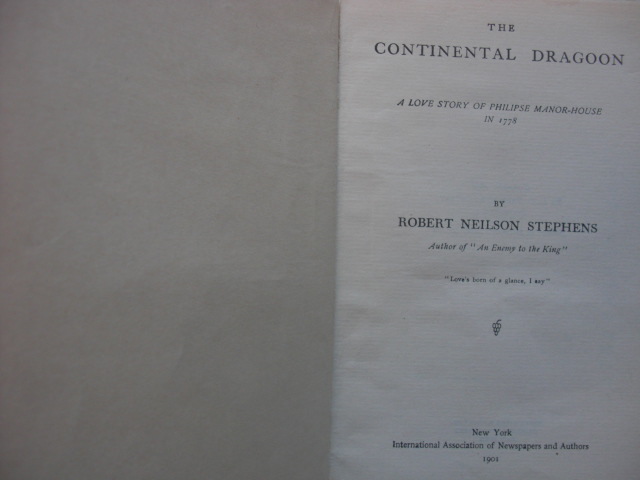 THE
CONTINENTAL DRAGOON
A LOVE STORY OF PHILIPSE MANOR-HOUSE
IN 1778
BY
ROBERT NEILSON STEPHENS
Author of "An Enemy to the King"
"Love's born of a glance, I say"
New York
International Association of Newspapers and Authors
1901